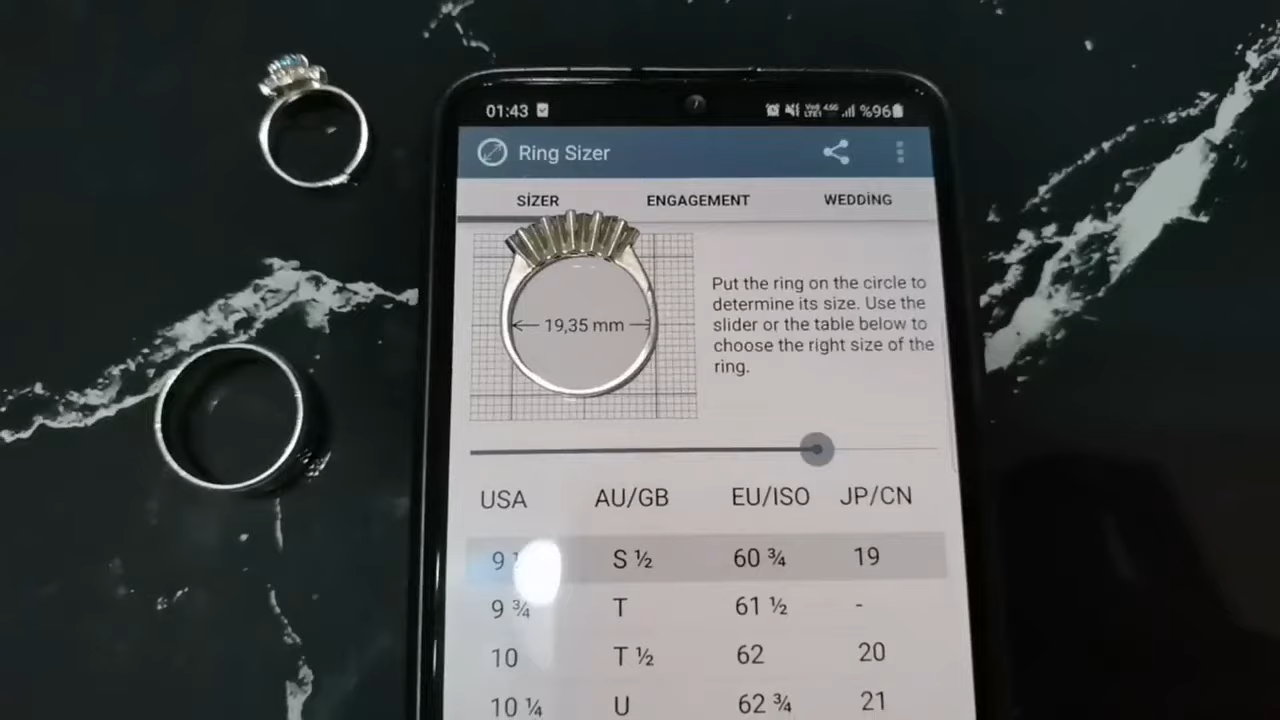 01:43 %96
Ring Sizer
SİZER ENGAGEMENT WEDDİNG
19,35 mm
Put the ring on the circle to
determine its size. Use the
slider or the table below to
choose the right size of the
ring.
USA AU/GB EU/ISO JP/CN
9 S ½ 60 ¾ 19
9 ¾ T 61 ½ -
10 T ½ 62 20
10 ¼ U 62 ¾ 21